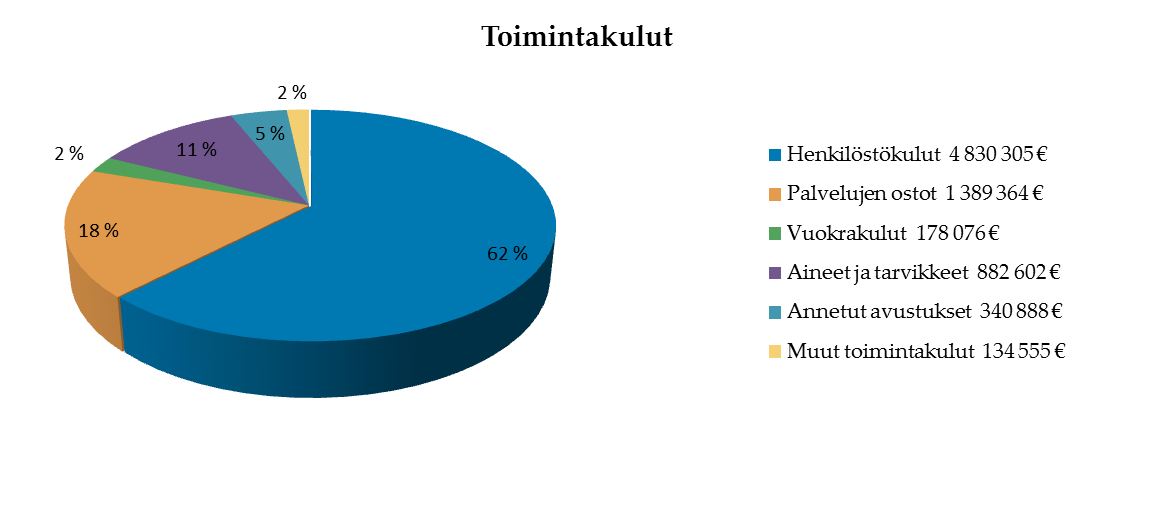 Toimintakulut
2 %
5 %
11 %
2 %
18 %
62 %
Henkilöstökulut 4 830 305 €
Palvelujen ostot 1 389 364 €
Vuokrakulut 178 076 €
Aineet ja tarvikkeet 882 602 €
Annetut avustukset 340 888 €
Muut toimintakulut 134 555 €